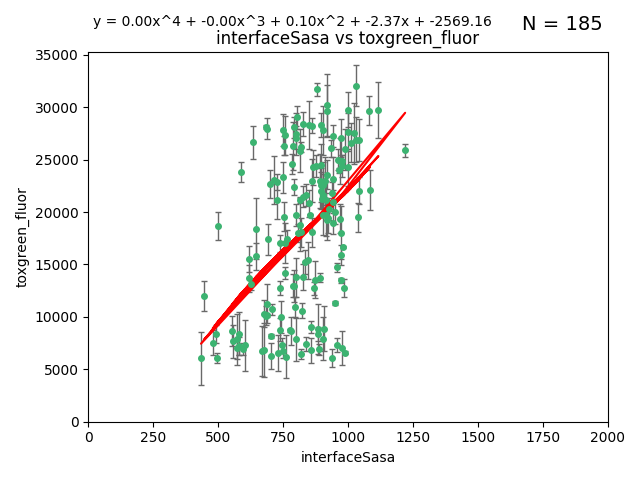 y = 0.00x^4 + -0.00x^3 + 0.10x^2 + -2.37x + -2569.16
N = 185
interfaceSasa vs toxgreen_fluor
35000
30000
25000
20000
15000
10000
5000
0
toxgreen_fluor
0 250 500 750 1000 1250 1500 1750 2000
interfaceSasa